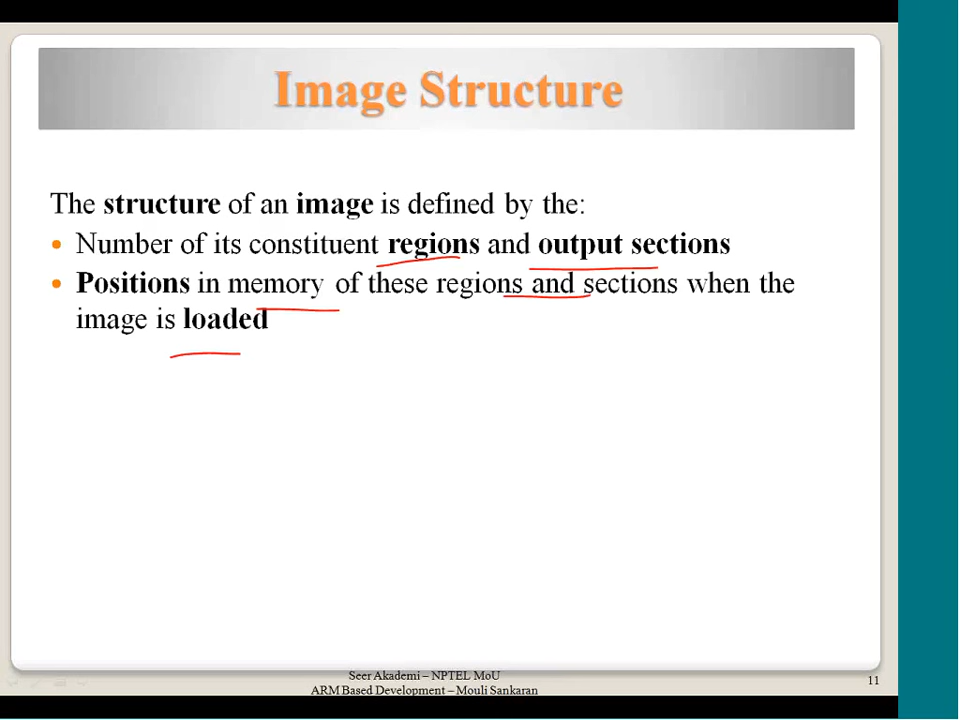 Image Structure
The structure of an image is defined by the:
• Number of its constituent regions and output sections
• Positions in memory of these regions and sections when the
image is loaded
Seer Akademi – NPTEL MoU
ARM Based Development – Mouli Sankaran
11